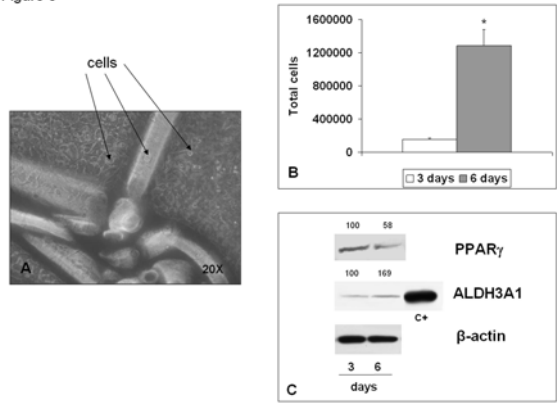 cells
A
20X
1600000
1200000
800000
400000
0
Total cells
*
B
3 days 6 days
100 58
PPARγ
100 169
ALDH3A1
C+
β-actin
3 6
days
C